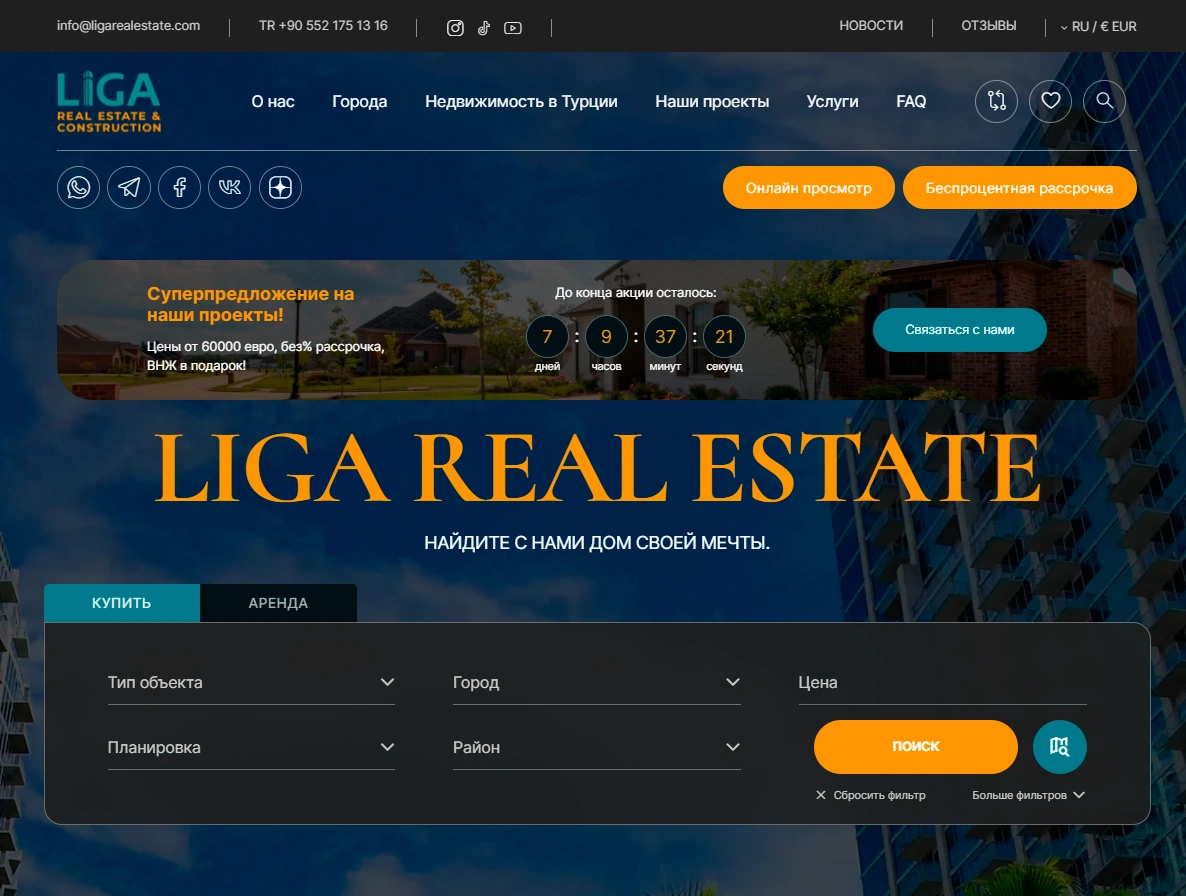 info@ligarealestate.com
TR +90 552 175 13 16
НОВОСТИ
ОТЗЫВЫ
RU / € EUR
LIGA
REAL ESTATE &
CONSTRUCTION
О нас
Города
Недвижимость в Турции
Наши проекты
Услуги
FAQ
Онлайн просмотр
Беспроцентная рассрочка
Суперпредложение на
наши проекты!
Цены от 60000 евро, без% рассрочка,
ВНЖ в подарок!
До конца акции осталось:
7 : 9 : 37 : 21
дней часов минут секунд
Связаться с нами
LIGA REAL ESTATE
НАЙДИТЕ С НАМИ ДОМ СВОЕЙ МЕЧТЫ.
КУПИТЬ
АРЕНДА
Тип объекта
Город
Цена
Планировка
Район
ПОИСК
Сбросить фильтр
Больше фильтров